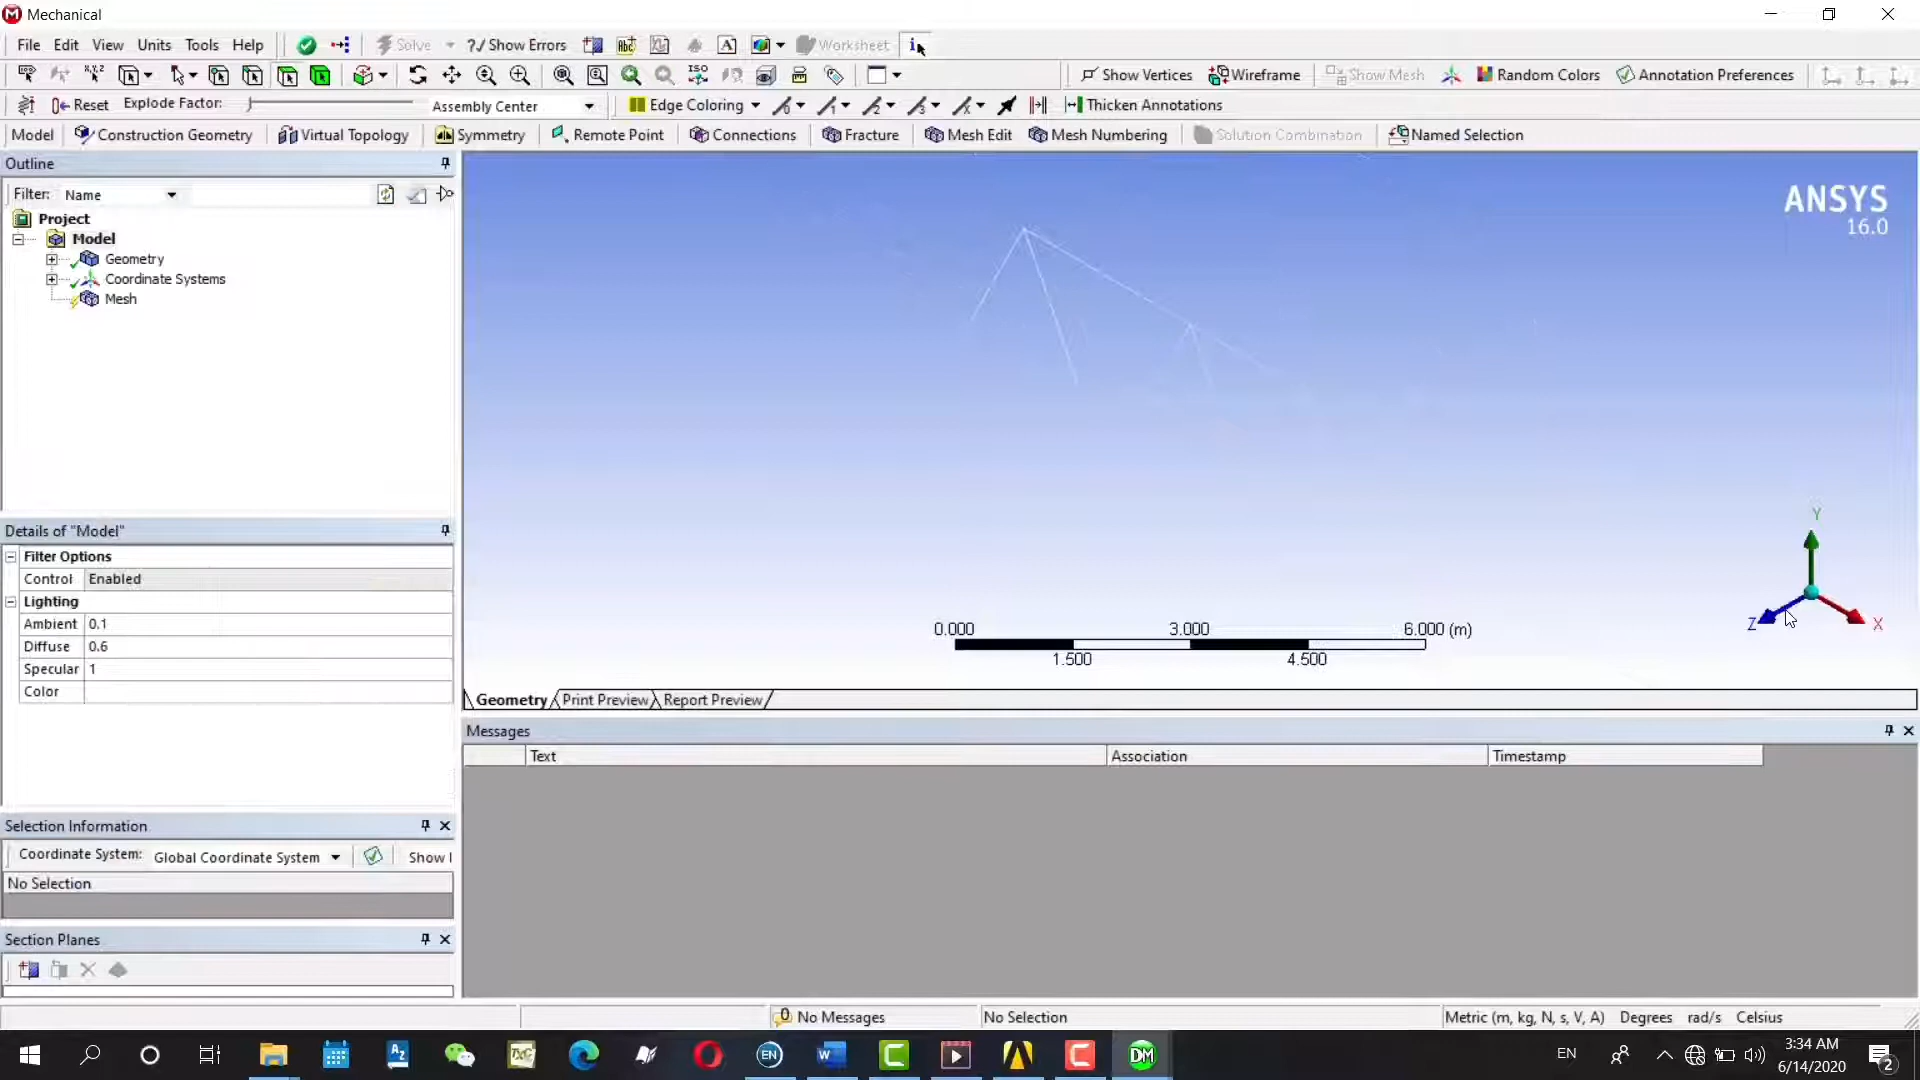 Mechanical
File Edit View Units Tools Help Solve ?/ Show Errors Worksheet
Show Vertices Wireframe Show Mesh Random Colors Annotation Preferences
Reset Explode Factor: Assembly Center Edge Coloring Thicken Annotations
Model Construction Geometry Virtual Topology Symmetry Remote Point Connections Fracture Mesh Edit Mesh Numbering Solution Combination Named Selection
Outline
Filter: Name
Project
Model
Geometry
Coordinate Systems
Mesh
ANSYS
16.0
Y
Z
X
0.000 3.000 6.000 (m)
1.500 4.500
Details of "Model"
Filter Options
Control Enabled
Lighting
Ambient 0.1
Diffuse 0.6
Specular 1
Color
Geometry Print Preview Report Preview
Messages
Text Association Timestamp
Selection Information
Coordinate System: Global Coordinate System Show I
No Selection
Section Planes
No Messages No Selection Metric (m, kg, N, s, V, A) Degrees rad/s Celsius
EN
3:34 AM
6/14/2020
2